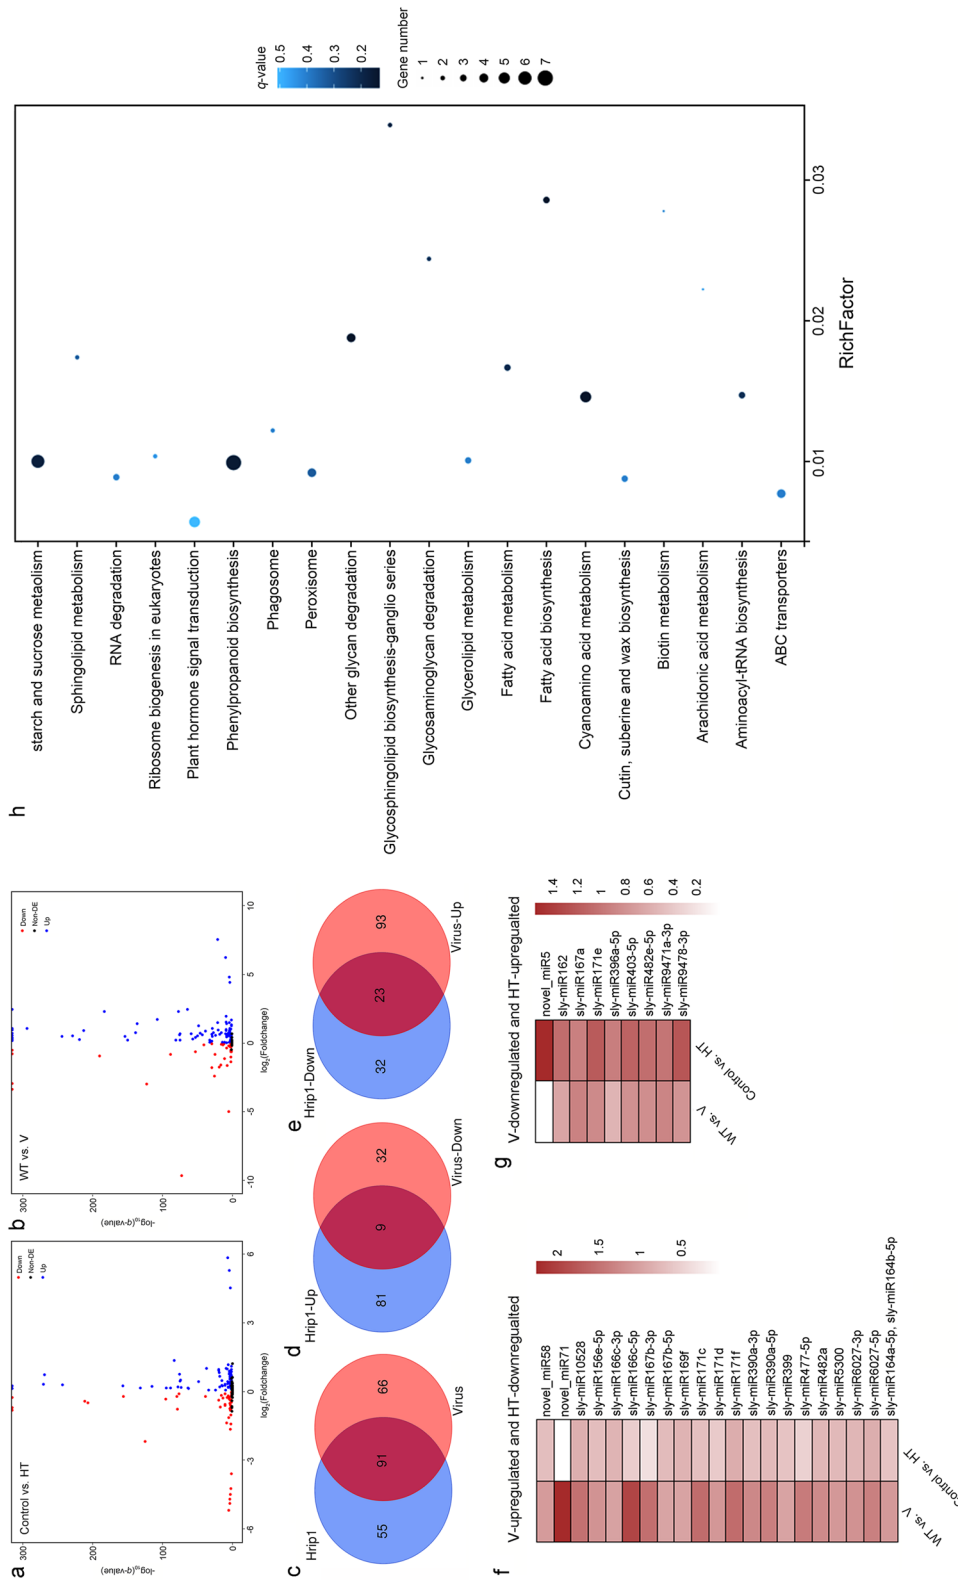 a
Control vs. HT
Down
Non-DE
Up
300
200
100
0
-log₁₀(q-value)
-6
-3
0
3
6
log₂(Foldchange)
b
WT vs. V
Down
Non-DE
Up
300
200
100
0
-log₁₀(q-value)
-10
-5
0
5
10
log₂(Foldchange)
c
Hrip1
55
91
66
Virus
d
Hrip1-Up
81
9
32
Virus-Down
e
Hrip1-Down
32
23
93
Virus-Up
f
V-upregulated and HT-downregualted
novel_miR58
novel_miR71
sly-miR10528
sly-miR156e-5p
sly-miR166c-3p
sly-miR166c-5p
sly-miR167b-3p
sly-miR167b-5p
sly-miR169f
sly-miR171c
sly-miR171d
sly-miR171f
sly-miR390a-3p
sly-miR390a-5p
sly-miR399
sly-miR477-5p
sly-miR482a
sly-miR5300
sly-miR6027-3p
sly-miR6027-5p
sly-miR164a-5p, sly-miR164b-5p
WT vs. V
Control vs. HT
2
1.5
1
0.5
g
V-downregulated and HT-upregualted
novel_miR5
sly-miR162
sly-miR167a
sly-miR171e
sly-miR396a-5p
sly-miR403-5p
sly-miR482e-5p
sly-miR9471a-3p
sly-miR9478-3p
WT vs. V
Control vs. HT
1.4
1.2
1
0.8
0.6
0.4
0.2
h
starch and sucrose metabolism
Sphingolipid metabolism
RNA degradation
Ribosome biogenesis in eukaryotes
Plant hormone signal transduction
Phenylpropanoid biosynthesis
Phagosome
Peroxisome
Other glycan degradation
Glycosphingolipid biosynthesis-ganglio series
Glycosaminoglycan degradation
Glycerolipid metabolism
Fatty acid metabolism
Fatty acid biosynthesis
Cyanoamino acid metabolism
Cutin, suberine and wax biosynthesis
Biotin metabolism
Arachidonic acid metabolism
Aminoacyl-tRNA biosynthesis
ABC transporters
0.01
0.02
0.03
RichFactor
q-value
0.5
0.4
0.3
0.2
Gene number
1
2
3
4
5
6
7